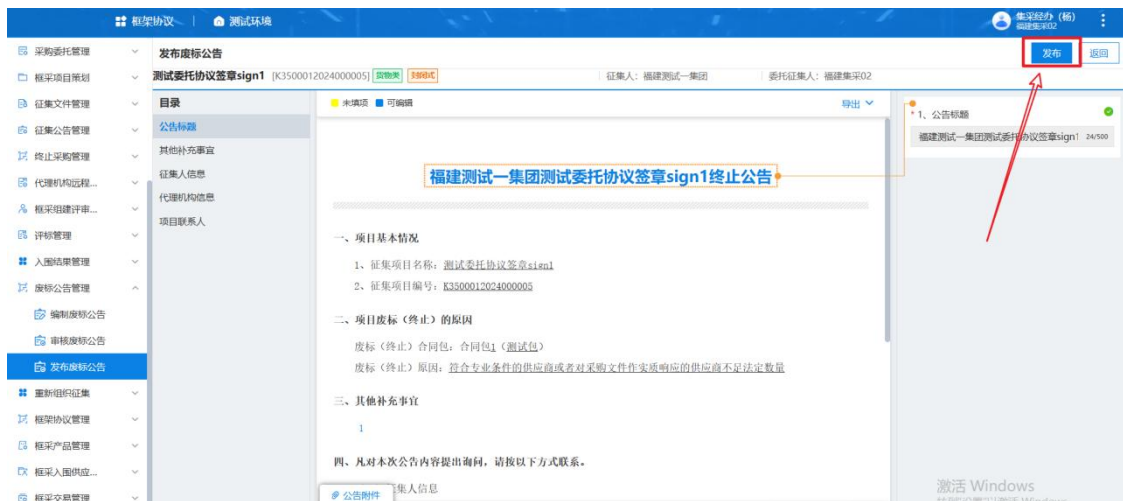 框架协议 | 测试环境
集采经办（杨）
福建集采02
采购委托管理
框采项目策划
征集文件管理
征集公告管理
终止采购管理
代理机构远程...
框采组建评审...
评标管理
入围结果管理
废标公告管理
编制废标公告
审核废标公告
发布废标公告
重新组织征集
框架协议管理
框采产品管理
框采入围供应...
框采交易管理
发布废标公告
发布
返回
测试委托协议签章sign1 [K3500012024000005] 货物类 封闭式 征集人：福建测试一集团 委托征集人：福建集采02
目录
公告标题
其他补充事宜
征集人信息
代理机构信息
项目联系人
未填项 可编辑
导出
福建测试一集团测试委托协议签章sign1终止公告
一、项目基本情况
1、征集项目名称：测试委托协议签章sign1
2、征集项目编号：K3500012024000005
二、项目废标（终止）的原因
废标（终止）合同包：合同包1（测试包）
废标（终止）原因：符合专业条件的供应商或者对采购文件作实质响应的供应商不足法定数量
三、其他补充事宜
1
四、凡对本次公告内容提出询问，请按以下方式联系。
集人信息
公告附件
* 1、公告标题
福建测试一集团测试委托协议签章sign1 24/500
激活 Windows